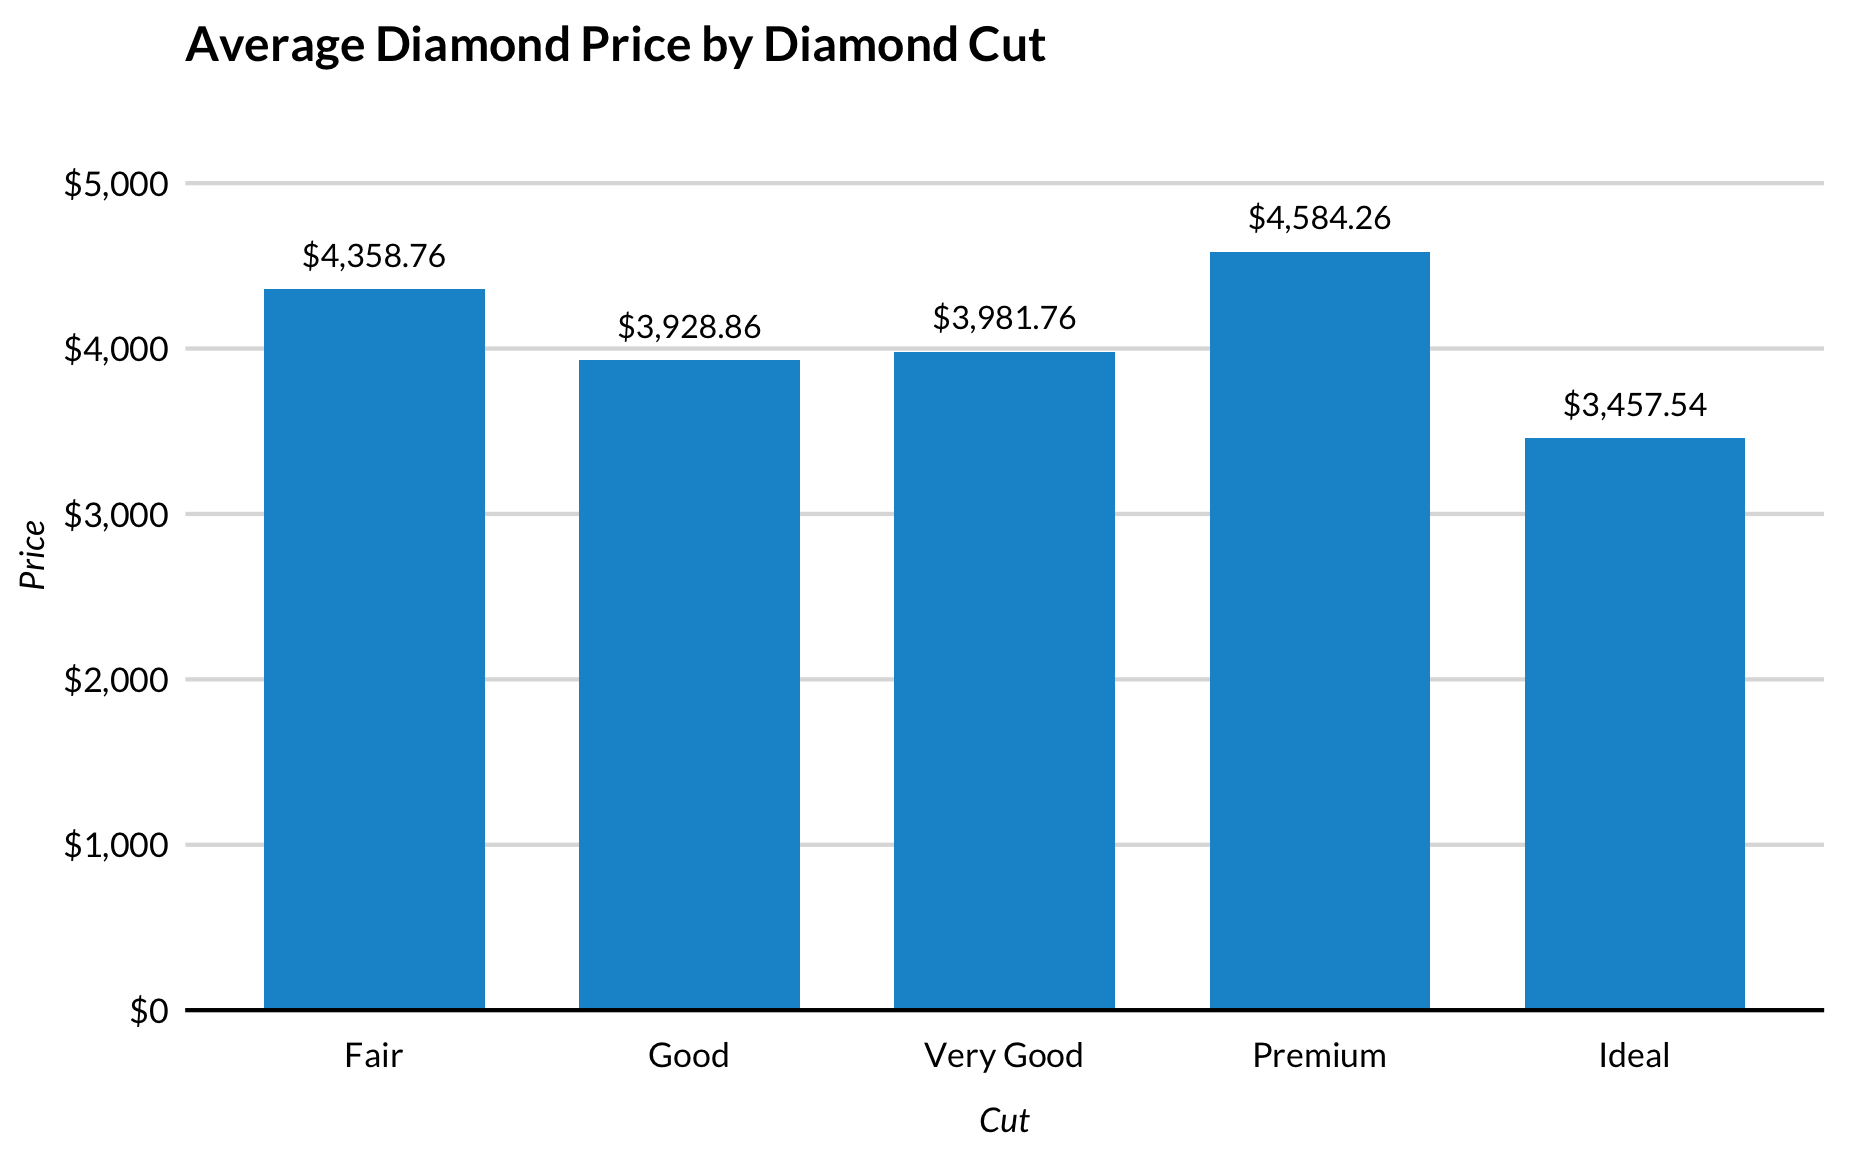 Average Diamond Price by Diamond Cut
$5,000
$4,000
$3,000
$2,000
$1,000
$0
Price
$4,358.76
$3,928.86
$3,981.76
$4,584.26
$3,457.54
Fair
Good
Very Good
Premium
Ideal
Cut